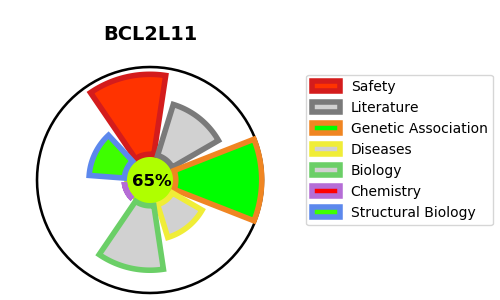 BCL2L11
65%
Safety
Literature
Genetic Association
Diseases
Biology
Chemistry
Structural Biology